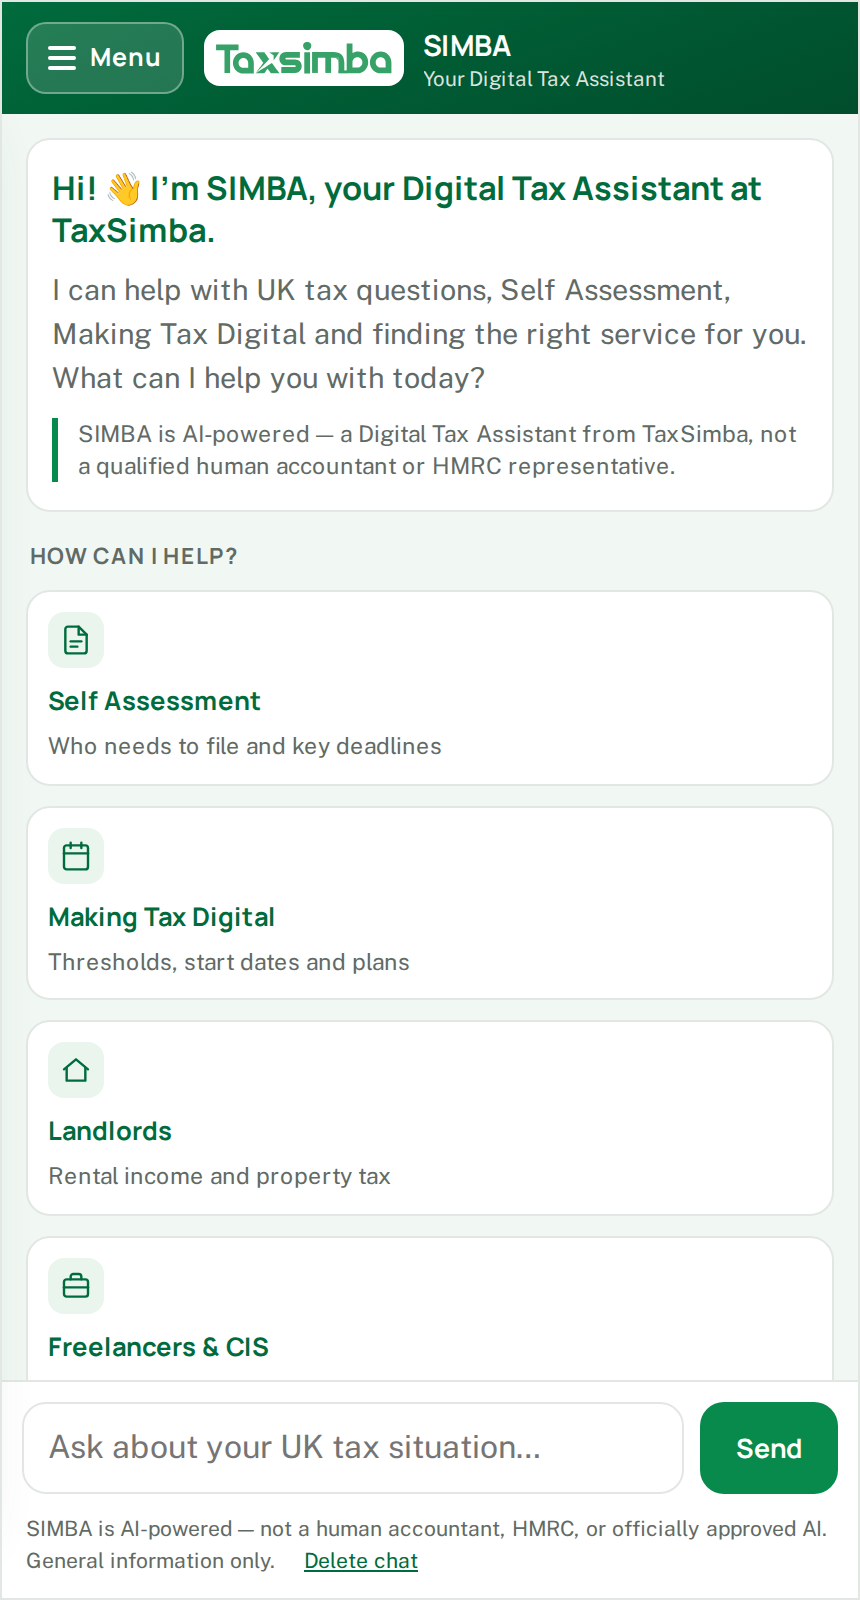 Menu
Taxsimba
SIMBA
Your Digital Tax Assistant
Hi! 👋 I'm SIMBA, your Digital Tax Assistant at
TaxSimba.
I can help with UK tax questions, Self Assessment,
Making Tax Digital and finding the right service for you.
What can I help you with today?
SIMBA is AI-powered — a Digital Tax Assistant from TaxSimba, not
a qualified human accountant or HMRC representative.
HOW CAN I HELP?
Self Assessment
Who needs to file and key deadlines
Making Tax Digital
Thresholds, start dates and plans
Landlords
Rental income and property tax
Freelancers & CIS
Ask about your UK tax situation...
Send
SIMBA is AI-powered — not a human accountant, HMRC, or officially approved AI.
General information only. Delete chat